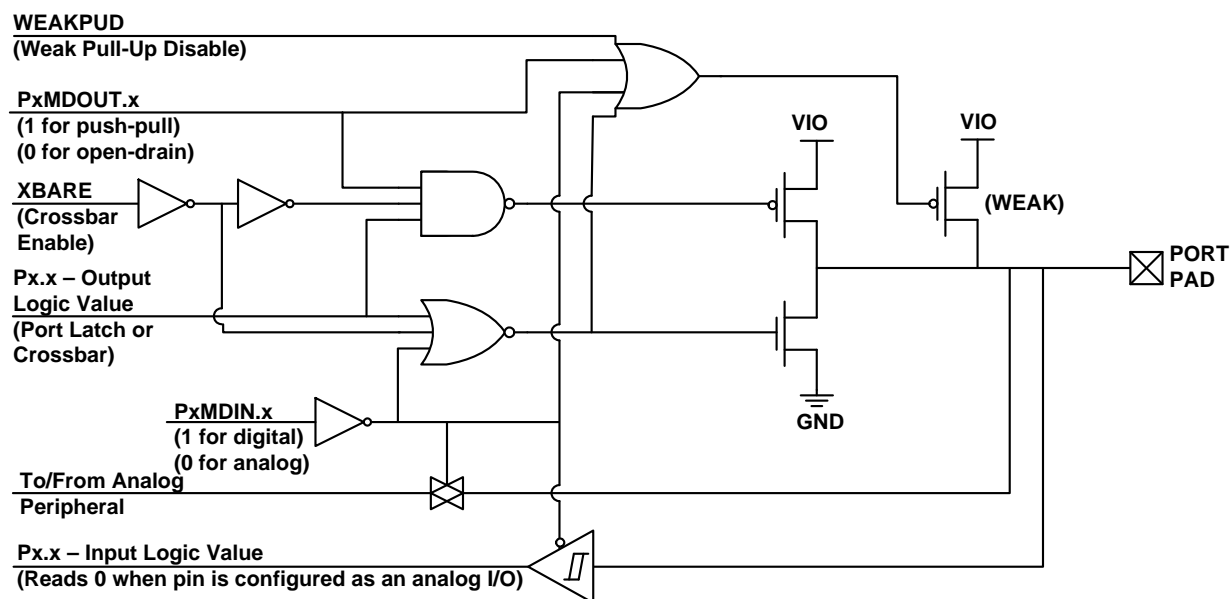 WEAKPUD
(Weak Pull-Up Disable)
PxMDOUT.x
(1 for push-pull)
(0 for open-drain)
XBARE
(Crossbar
Enable)
Px.x – Output
Logic Value
(Port Latch or
Crossbar)
PxMDIN.x
(1 for digital)
(0 for analog)
To/From Analog
Peripheral
Px.x – Input Logic Value
(Reads 0 when pin is configured as an analog I/O)
VIO
VIO
(WEAK)
GND
PORT
PAD